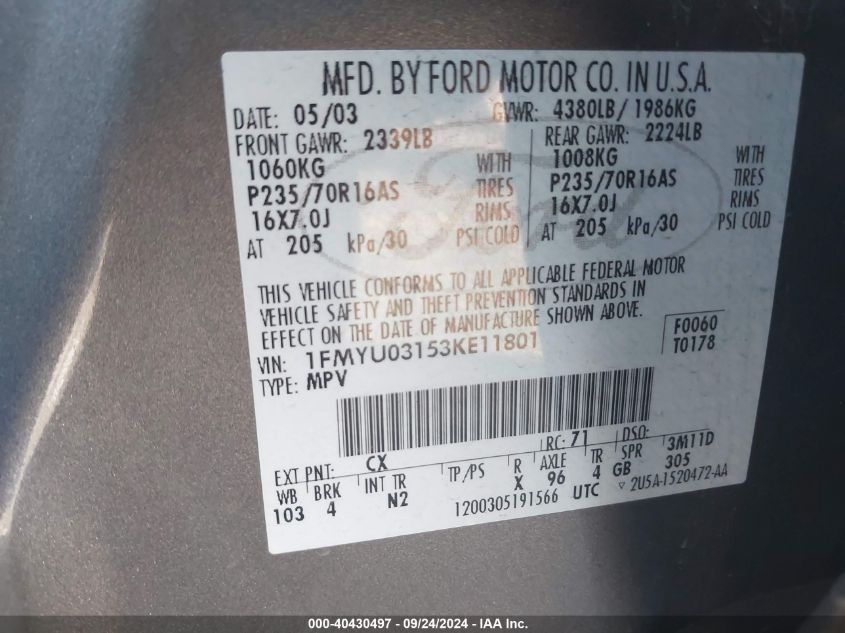 MFD. BY FORD MOTOR CO. IN U.S.A.
DATE: 05/03 GVWR: 4380LB/ 1986KG
FRONT GAWR: 2339LB REAR GAWR: 2224LB
1060KG WITH 1008KG WITH
P235/70R16AS TIRES P235/70R16AS TIRES
16X7.0J RIMS 16X7.0J RIMS
AT 205 kPa/30 PSI COLD AT 205 kPa/30 PSI COLD
Ford
THIS VEHICLE CONFORMS TO ALL APPLICABLE FEDERAL MOTOR
VEHICLE SAFETY AND THEFT PREVENTION STANDARDS IN
EFFECT ON THE DATE OF MANUFACTURE SHOWN ABOVE.
VIN: 1FMYU03153KE11801 F0060
TYPE: MPV T0178
EXT PNT: CX RC: 71 DSO: 3M11D
WB BRK INT TR TP/PS R AXLE TR SPR
103 4 N2 X 96 4 GB 305
1200305191566 UTC ▽ 2U5A-1520472-AA
000-40430497 - 09/24/2024 - IAA Inc.